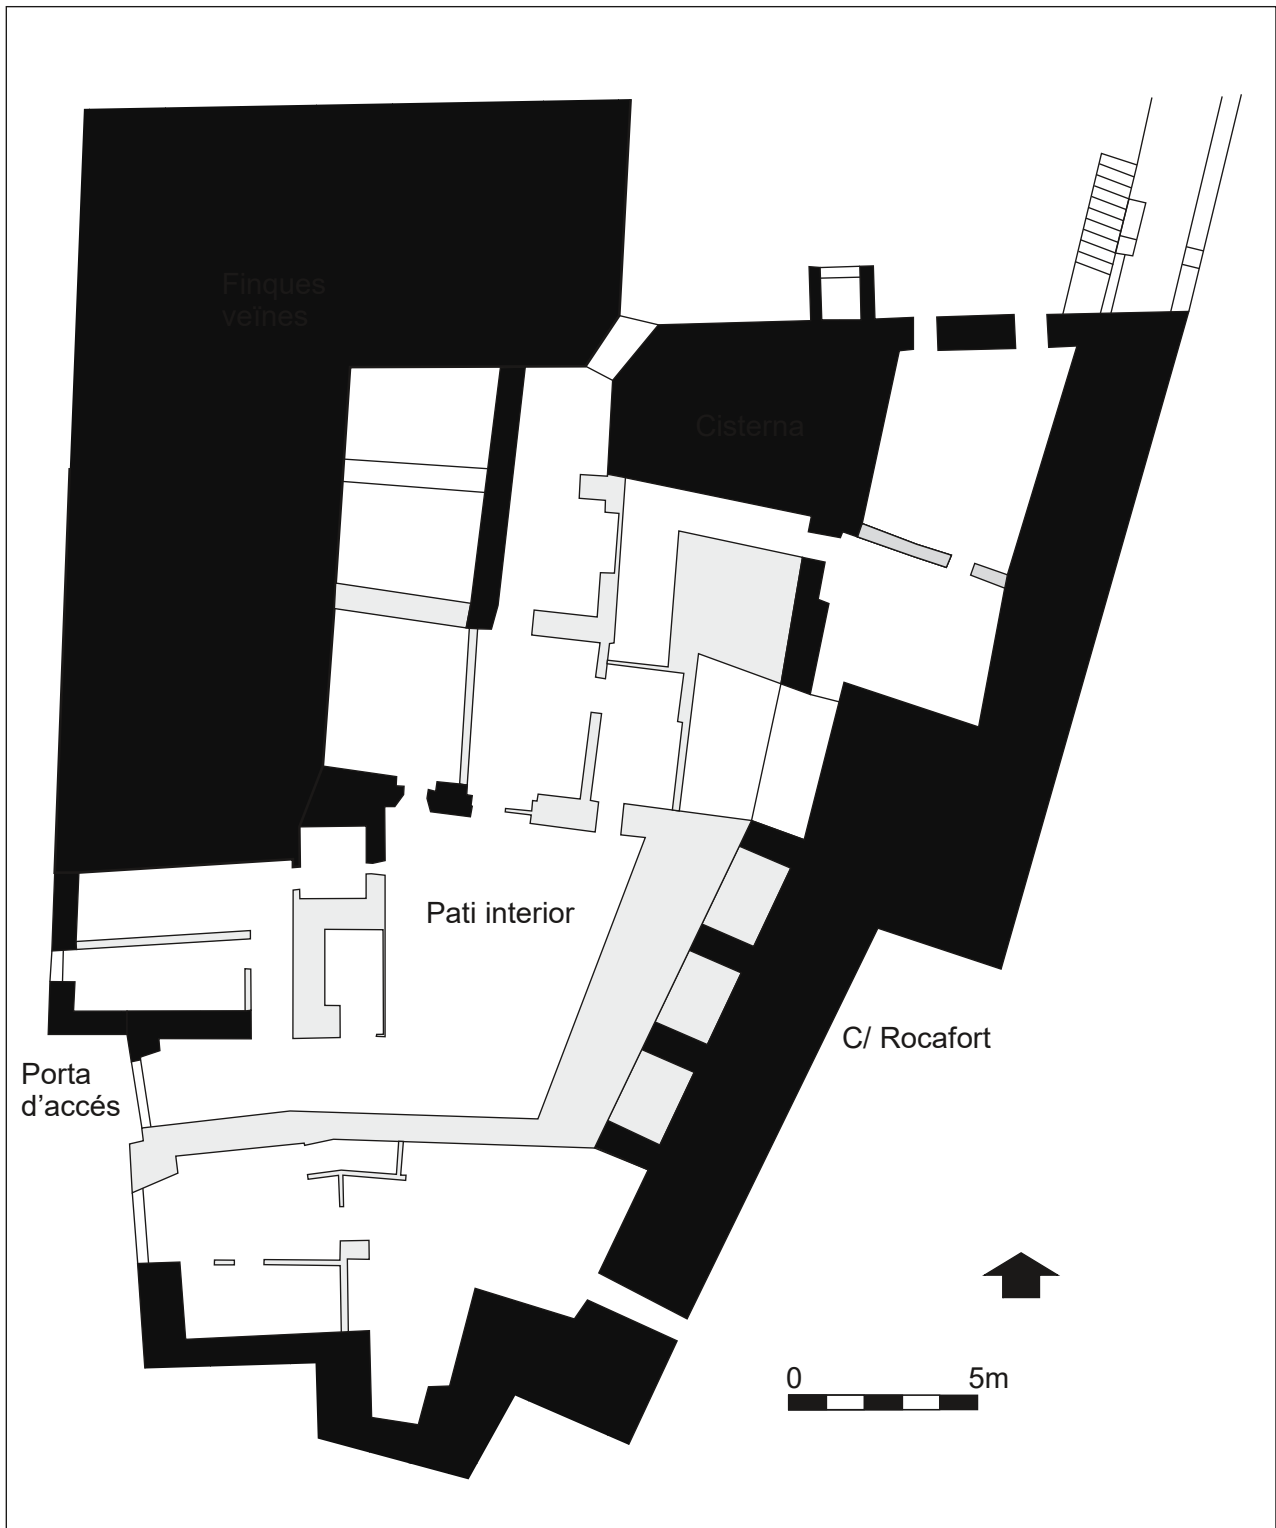 Finques
veïnes
Cisterna
Pati interior
C/ Rocafort
Porta
d’accés
0 5m